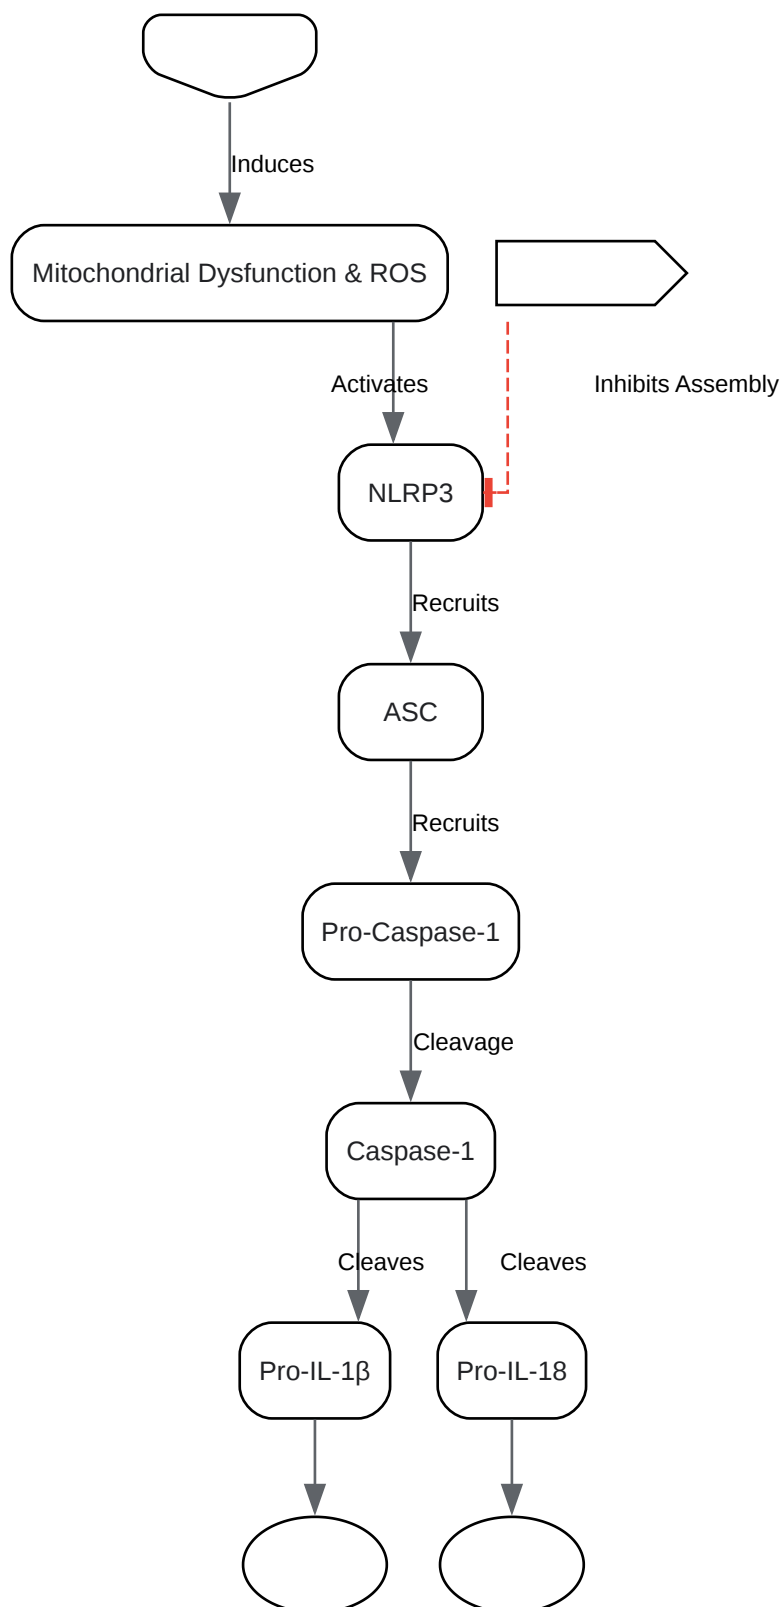 Induces
Mitochondrial Dysfunction & ROS
Activates
Inhibits Assembly
NLRP3
Recruits
ASC
Recruits
Pro-Caspase-1
Cleavage
Caspase-1
Cleaves
Cleaves
Pro-IL-1β
Pro-IL-18